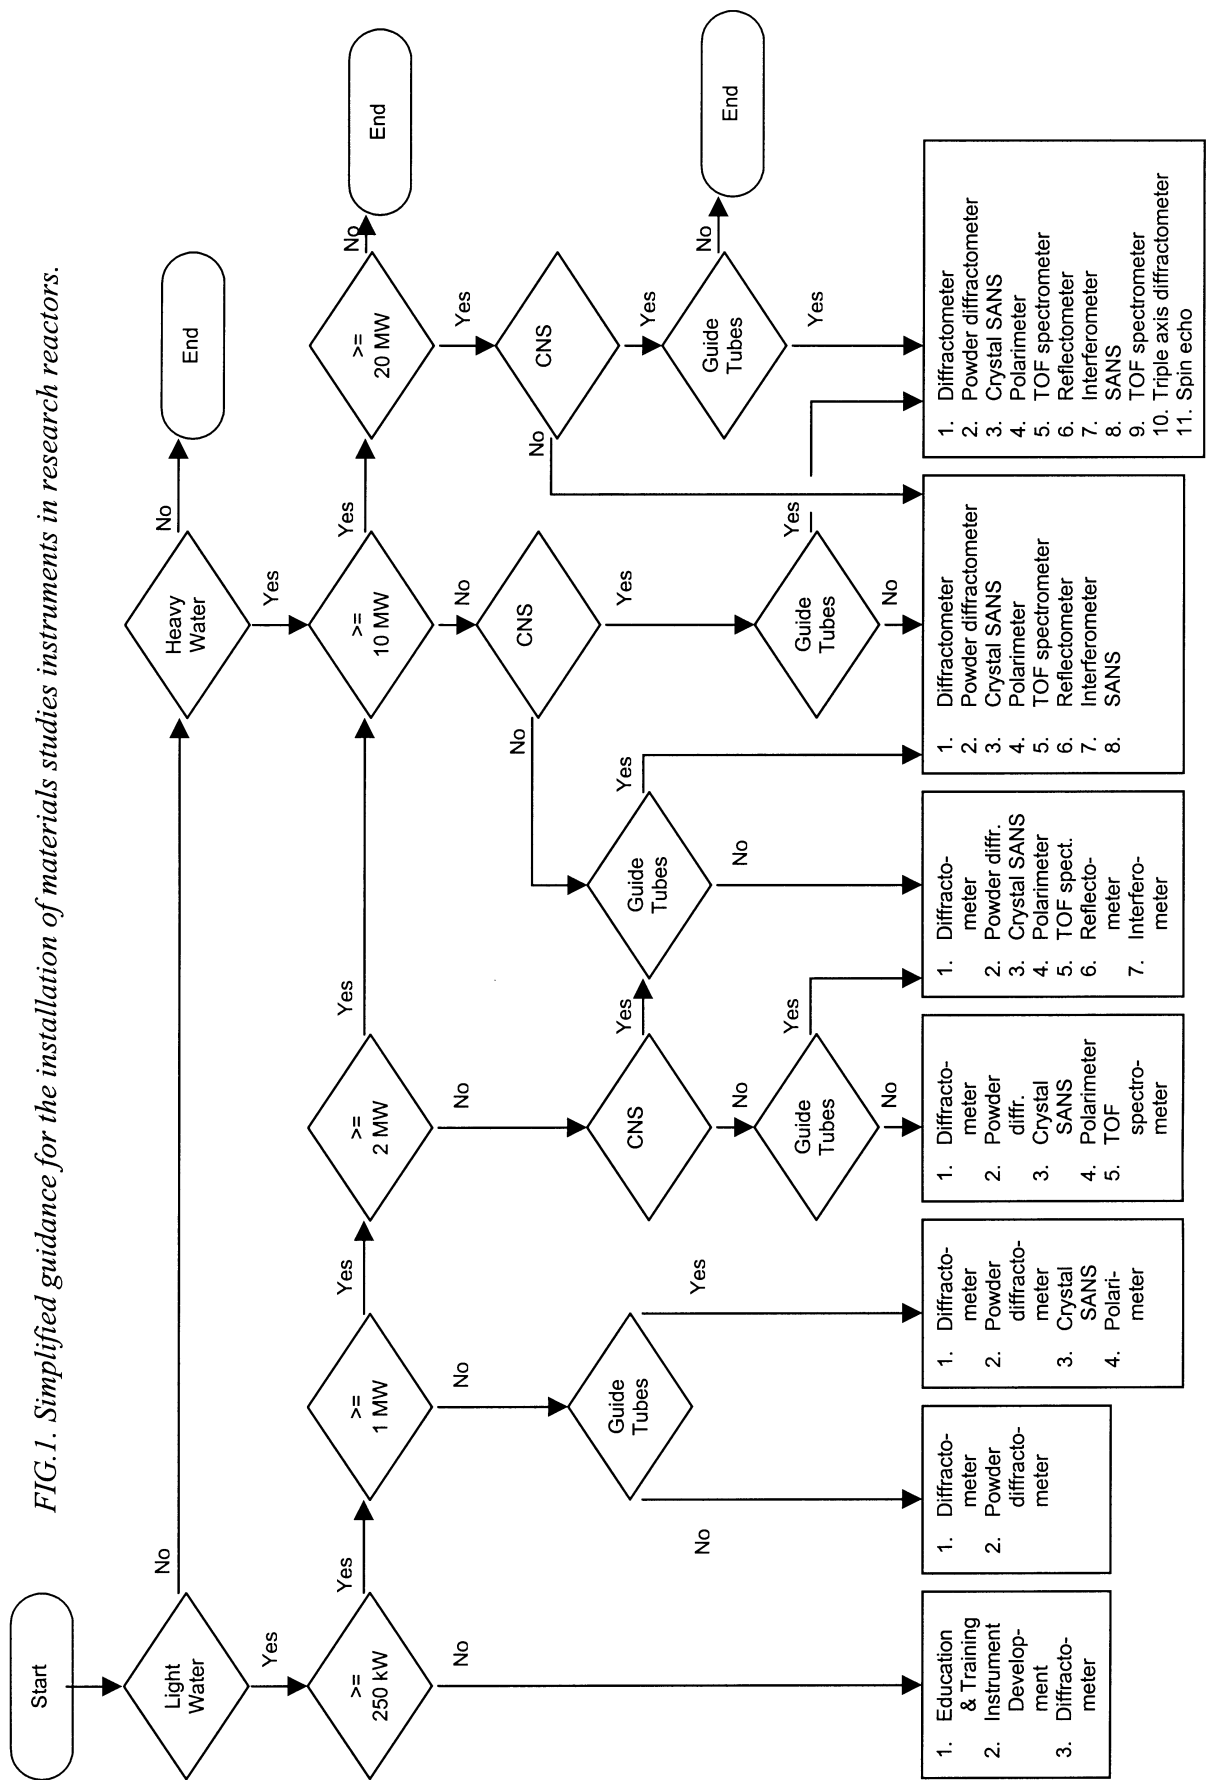 FIG.1. Simplified guidance for the installation of materials studies instruments in research reactors.
Start
Light
Water
No
Heavy
Water
No
End
Yes
Yes
>=
250 kW
Yes
>=
1 MW
Yes
>=
2 MW
Yes
>=
10 MW
Yes
>=
20 MW
No
End
No
No
No
No
Yes
Guide
Tubes
No
Yes
CNS
Yes
No
Guide
Tubes
Yes
No
Guide
Tubes
Yes
No
CNS
No
Yes
Guide
Tubes
Yes
No
CNS
No
Yes
Guide
Tubes
No
End
Yes
1. Education
& Training
2. Instrument
Develop-
ment
3. Diffracto-
meter
1. Diffracto-
meter
2. Powder
diffracto-
meter
1. Diffracto-
meter
2. Powder
diffracto-
meter
3. Crystal
SANS
4. Polari-
meter
1. Diffracto-
meter
2. Powder
diffr.
3. Crystal
SANS
4. Polarimeter
5. TOF
spectro-
meter
1. Diffracto-
meter
2. Powder diffr.
3. Crystal SANS
4. Polarimeter
5. TOF spect.
6. Reflecto-
meter
7. Interfero-
meter
1. Diffractometer
2. Powder diffractometer
3. Crystal SANS
4. Polarimeter
5. TOF spectrometer
6. Reflectometer
7. Interferometer
8. SANS
1. Diffractometer
2. Powder diffractometer
3. Crystal SANS
4. Polarimeter
5. TOF spectrometer
6. Reflectometer
7. Interferometer
8. SANS
9. TOF spectrometer
10. Triple axis diffractometer
11. Spin echo